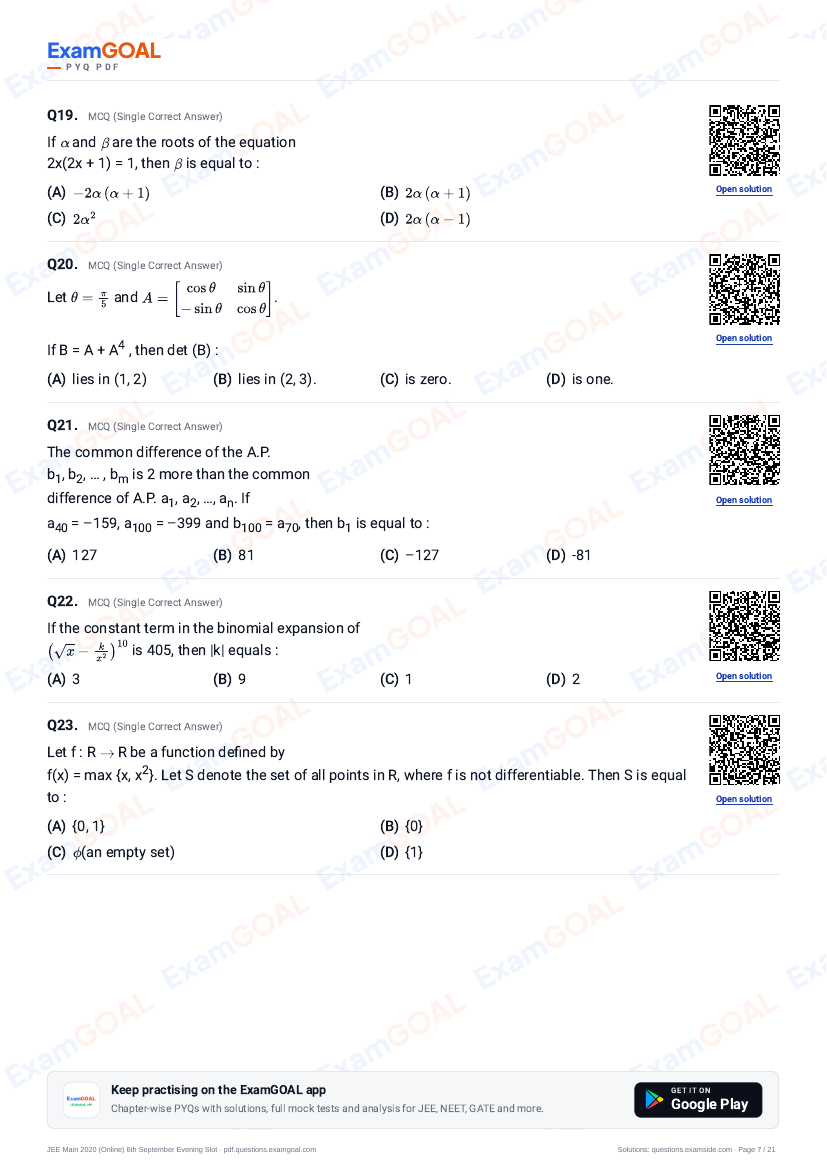 ExamGOAL
PYQ PDF
Q19. MCQ (Single Correct Answer)
If α and β are the roots of the equation
2x(2x + 1) = 1, then β is equal to :
(A) −2α (α + 1) (B) 2α (α + 1)
(C) 2α² (D) 2α (α − 1)
Open solution
Q20. MCQ (Single Correct Answer)
Let θ = π/5 and A = [cos θ sin θ; − sin θ cos θ].
If B = A + A⁴ , then det (B) :
(A) lies in (1, 2) (B) lies in (2, 3). (C) is zero. (D) is one.
Open solution
Q21. MCQ (Single Correct Answer)
The common difference of the A.P.
b₁, b₂, … , bₘ is 2 more than the common
difference of A.P. a₁, a₂, …, aₙ. If
a₄₀ = −159, a₁₀₀ = −399 and b₁₀₀ = a₇₀, then b₁ is equal to :
(A) 127 (B) 81 (C) −127 (D) -81
Open solution
Q22. MCQ (Single Correct Answer)
If the constant term in the binomial expansion of
(√x − k/x²)¹⁰ is 405, then |k| equals :
(A) 3 (B) 9 (C) 1 (D) 2
Open solution
Q23. MCQ (Single Correct Answer)
Let f : R → R be a function defined by
f(x) = max {x, x²}. Let S denote the set of all points in R, where f is not differentiable. Then S is equal
to :
(A) {0, 1} (B) {0}
(C) ϕ(an empty set) (D) {1}
Open solution
Keep practising on the ExamGOAL app
Chapter-wise PYQs with solutions, full mock tests and analysis for JEE, NEET, GATE and more.
GET IT ON
Google Play
JEE Main 2020 (Online) 6th September Evening Slot · pdf.questions.examgoal.com Solutions: questions.examside.com · Page 7 / 21